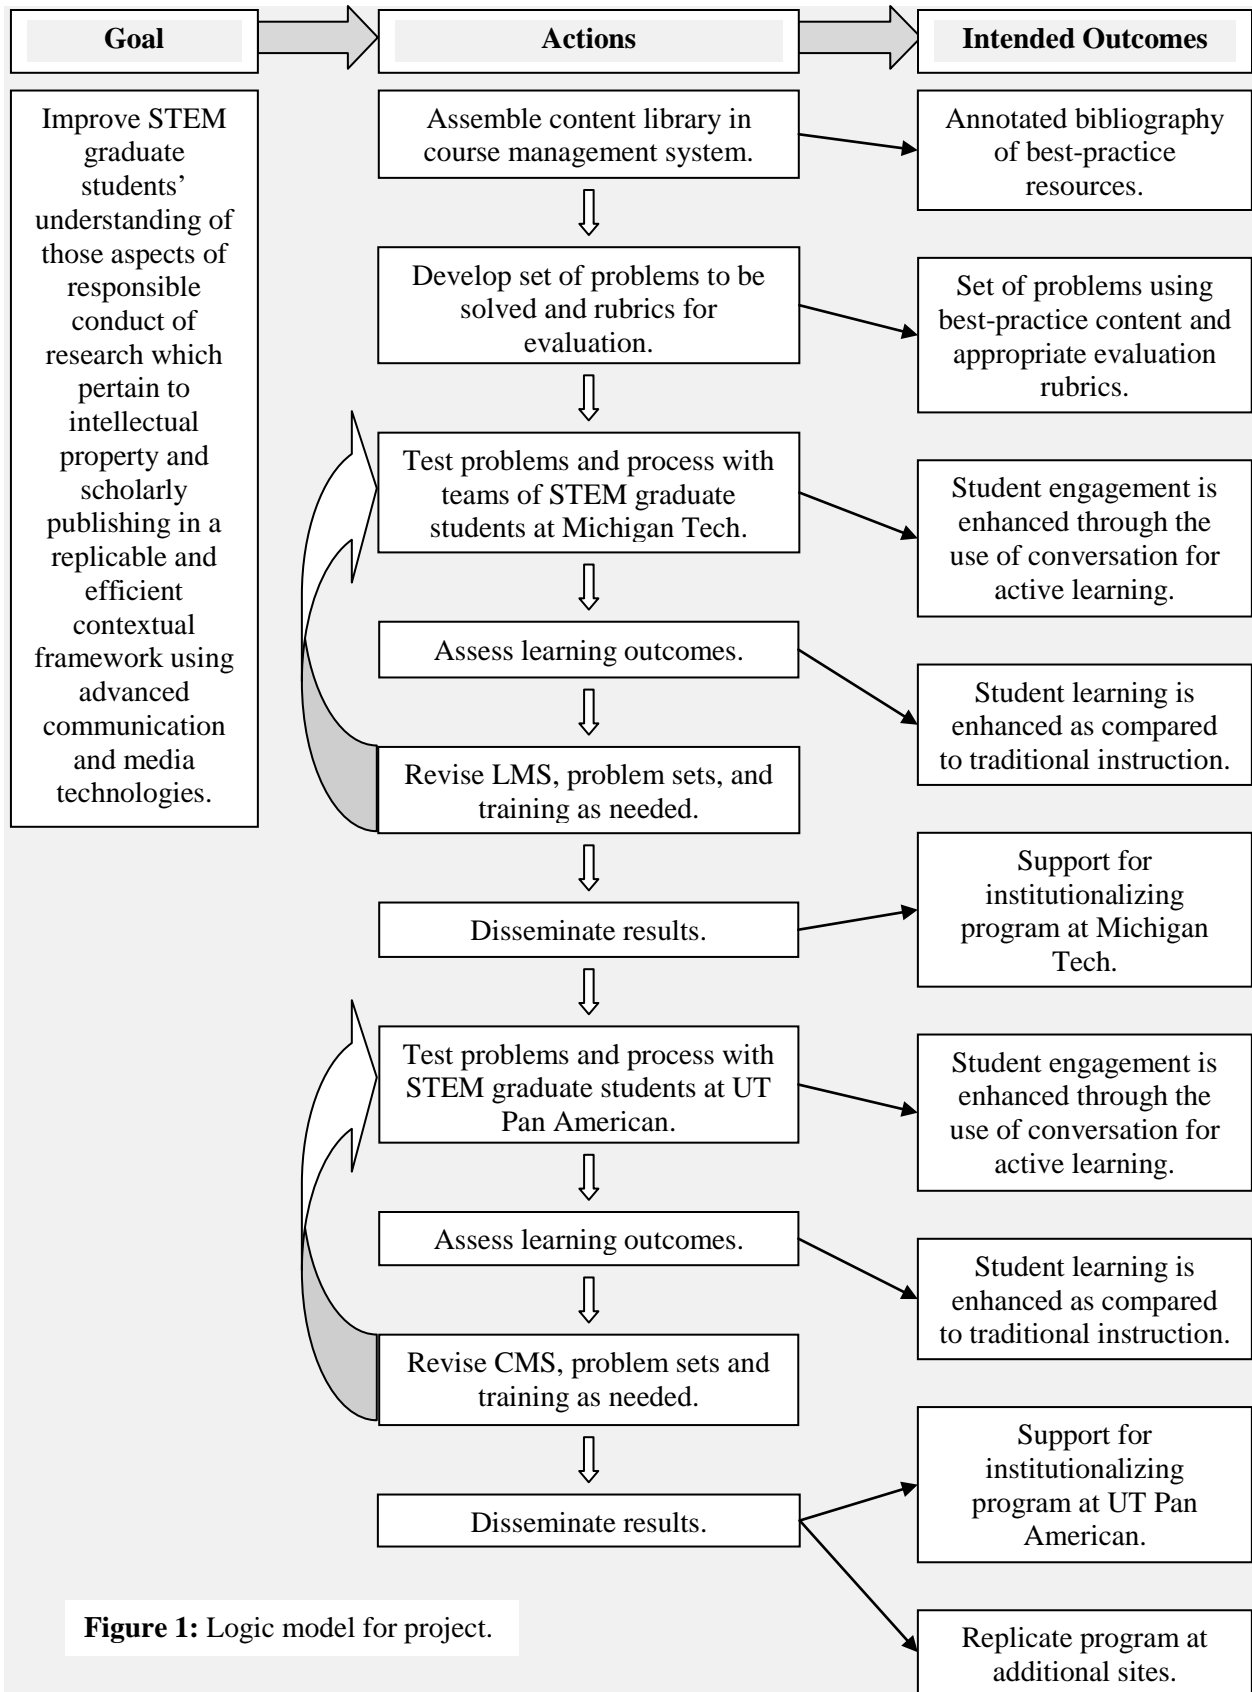 Goal
Actions
Intended Outcomes
Improve STEM
graduate
students’
understanding of
those aspects of
responsible
conduct of
research which
pertain to
intellectual
property and
scholarly
publishing in a
replicable and
efficient
contextual
framework using
advanced
communication
and media
technologies.
Assemble content library in
course management system.
Annotated bibliography
of best-practice
resources.
Develop set of problems to be
solved and rubrics for
evaluation.
Set of problems using
best-practice content and
appropriate evaluation
rubrics.
Test problems and process with
teams of STEM graduate
students at Michigan Tech.
Student engagement is
enhanced through the
use of conversation for
active learning.
Assess learning outcomes.
Student learning is
enhanced as compared
to traditional instruction.
Revise LMS, problem sets, and
training as needed.
Disseminate results.
Support for
institutionalizing
program at Michigan
Tech.
Test problems and process with
STEM graduate students at UT
Pan American.
Student engagement is
enhanced through the
use of conversation for
active learning.
Assess learning outcomes.
Student learning is
enhanced as compared
to traditional instruction.
Revise CMS, problem sets and
training as needed.
Disseminate results.
Support for
institutionalizing
program at UT Pan
American.
Replicate program at
additional sites.
Figure 1: Logic model for project.